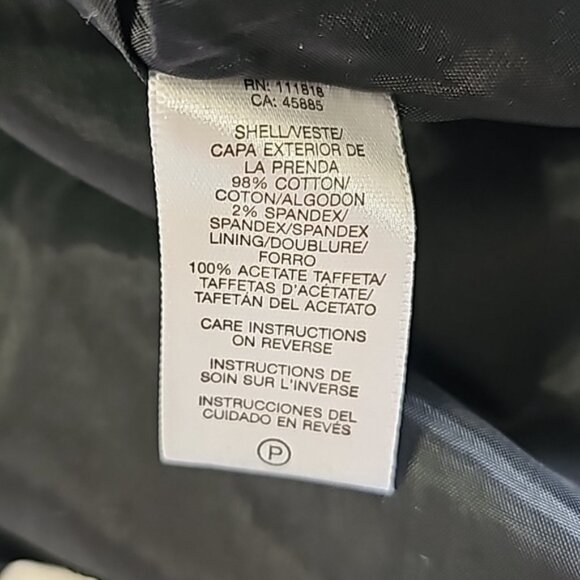 RN: 111818
CA: 45885
SHELL/VESTE/
CAPA EXTERIOR DE
LA PRENDA
98% COTTON/
COTON/ALGODON
2% SPANDEX/
SPANDEX/SPANDEX
LINING/DOUBLURE/
FORRO
100% ACETATE TAFFETA/
TAFFETAS D'ACÉTATE/
TAFETÁN DEL ACETATO
CARE INSTRUCTIONS
ON REVERSE
INSTRUCTIONS DE
SOIN SUR L'INVERSE
INSTRUCCIONES DEL
CUIDADO EN REVÉS
P